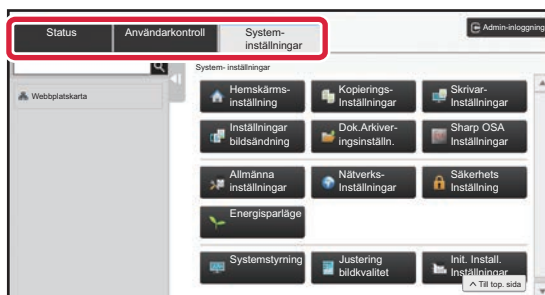 Status
Användarkontroll
System-
inställningar
Admin-inloggning
System- inställningar
Webbplatskarta
Hemskärms-
inställning
Kopierings-
Inställningar
Skrivar-
Inställningar
Inställningar
bildsändning
Dok.Arkiver-
ingsinställn.
Sharp OSA
Inställningar
Allmänna
inställningar
Nätverks-
Inställningar
Säkerhets
Inställning
Energisparläge
Systemstyrning
Justering
bildkvalitet
Init. Install.
Inställningar
Till top. sida